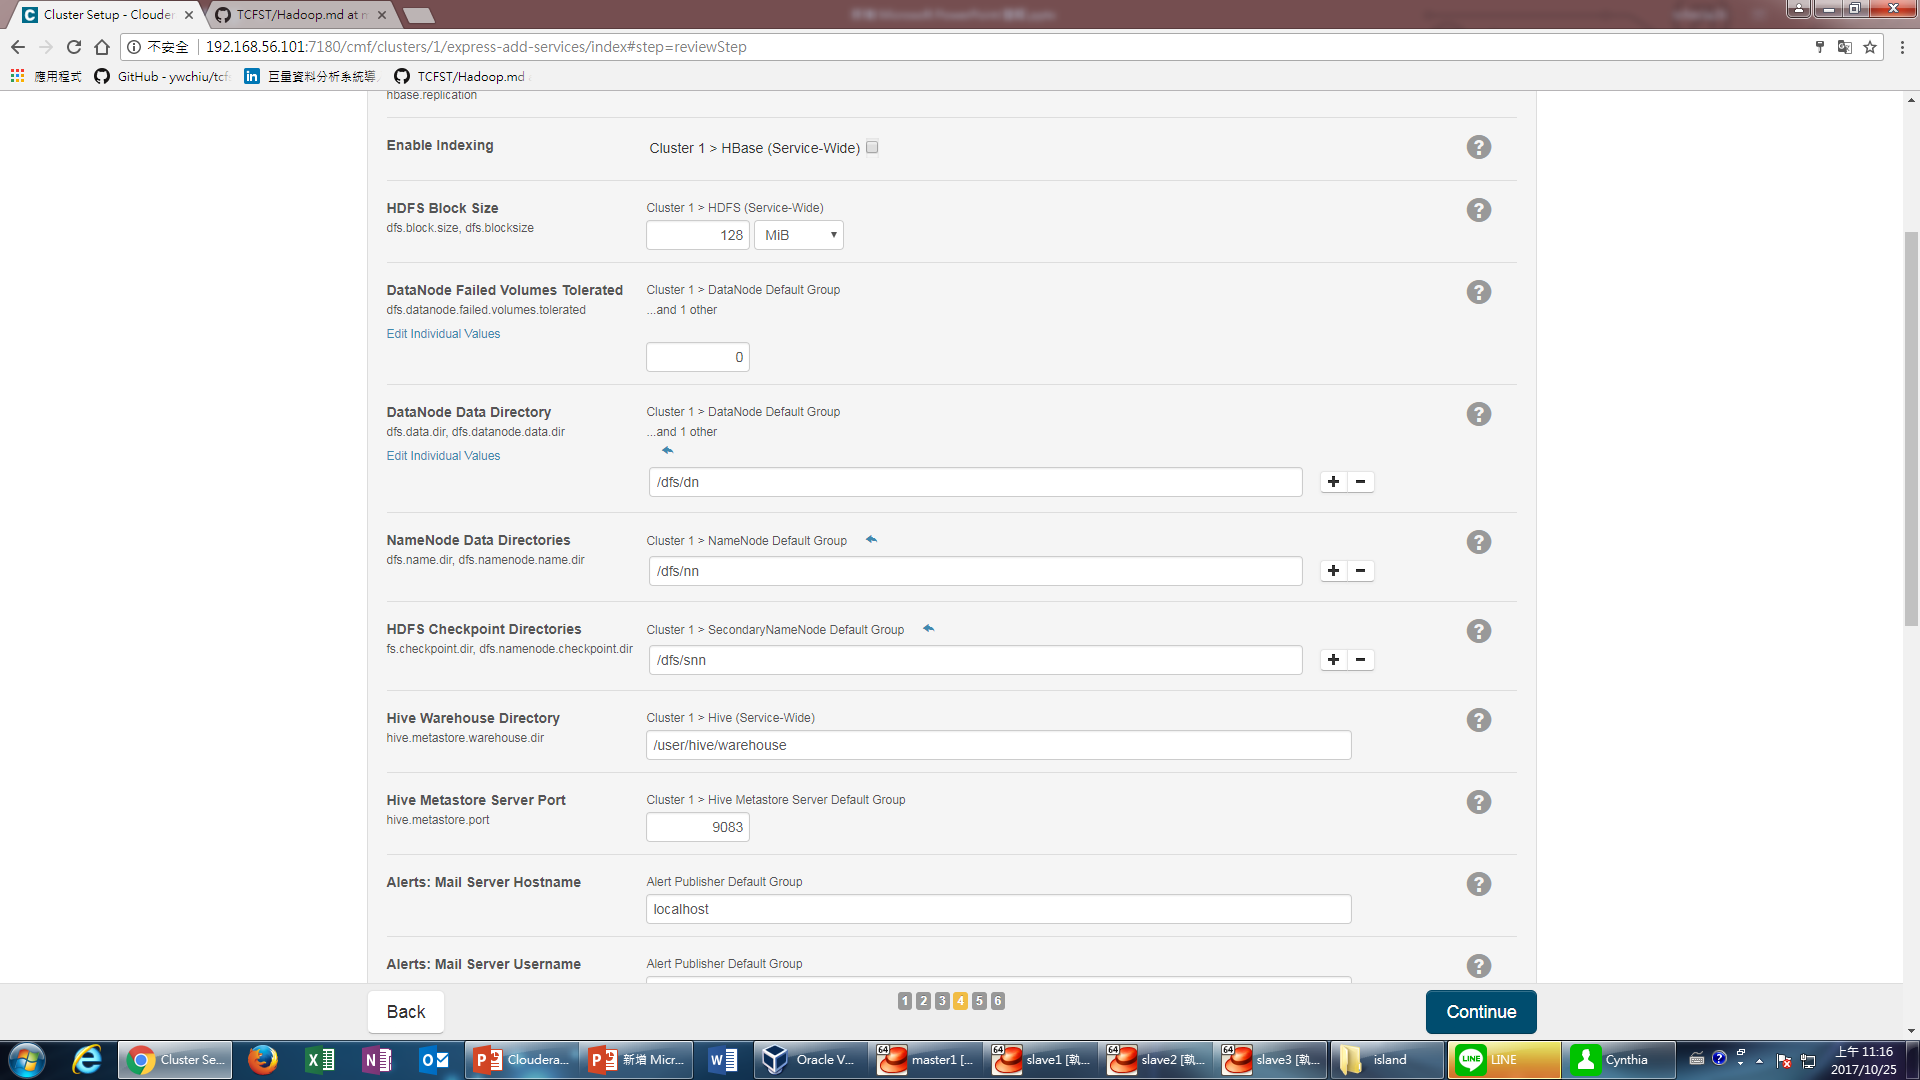 Cluster Setup - Clouder
TCFST/Hadoop.md at m
不安全
192.168.56.101:7180/cmf/clusters/1/express-add-services/index#step=reviewStep
應用程式
GitHub - ywchiu/tcf
巨量資料分析系統導
TCFST/Hadoop.md
hbase.replication
Enable Indexing
Cluster 1 > HBase (Service-Wide)
HDFS Block Size
Cluster 1 > HDFS (Service-Wide)
dfs.block.size, dfs.blocksize
128
MiB
DataNode Failed Volumes Tolerated
Cluster 1 > DataNode Default Group
dfs.datanode.failed.volumes.tolerated
...and 1 other
Edit Individual Values
0
DataNode Data Directory
Cluster 1 > DataNode Default Group
dfs.data.dir, dfs.datanode.data.dir
...and 1 other
Edit Individual Values
/dfs/dn
NameNode Data Directories
Cluster 1 > NameNode Default Group
dfs.name.dir, dfs.namenode.name.dir
/dfs/nn
HDFS Checkpoint Directories
Cluster 1 > SecondaryNameNode Default Group
fs.checkpoint.dir, dfs.namenode.checkpoint.dir
/dfs/snn
Hive Warehouse Directory
Cluster 1 > Hive (Service-Wide)
hive.metastore.warehouse.dir
/user/hive/warehouse
Hive Metastore Server Port
Cluster 1 > Hive Metastore Server Default Group
hive.metastore.port
9083
Alerts: Mail Server Hostname
Alert Publisher Default Group
localhost
Alerts: Mail Server Username
Alert Publisher Default Group
Back
1 2 3 4 5 6
Continue
Cluster Se...
Cloudera...
新增 Micr...
Oracle V...
master1 [...
slave1 [執...
slave2 [執...
slave3 [執...
island
LINE
Cynthia
上午 11:16
2017/10/25